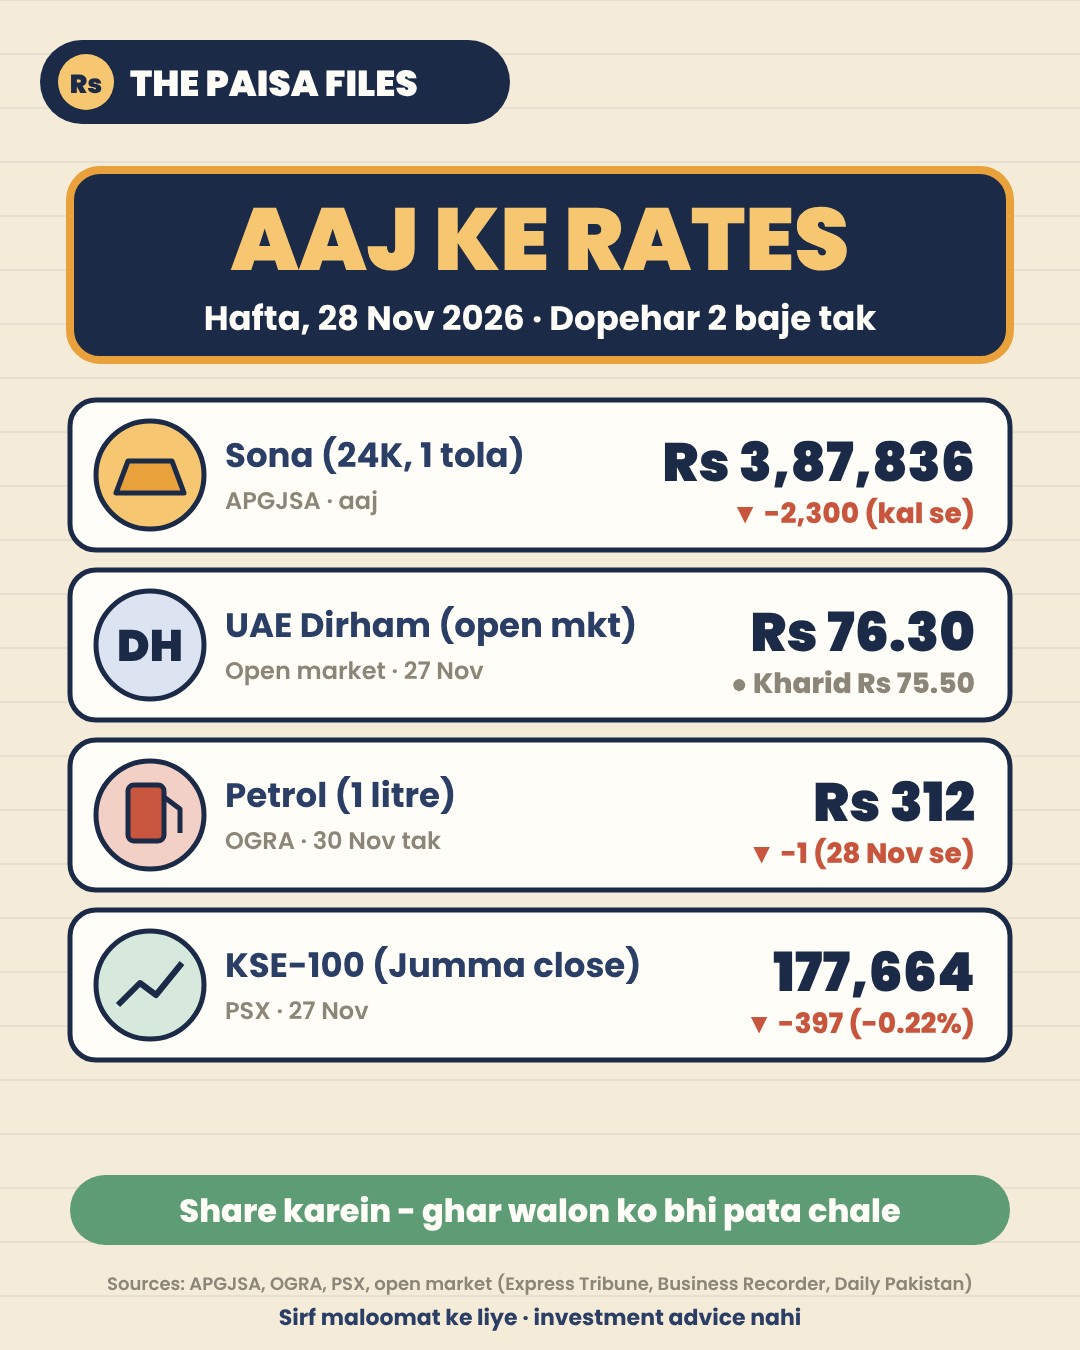 Rs THE PAISA FILES
AAJ KE RATES
Hafta, 28 Nov 2026 · Dopehar 2 baje tak
Sona (24K, 1 tola)
APGJSA · aaj
Rs 3,87,836
▼ −2,300 (kal se)
DH
UAE Dirham (open mkt)
Open market · 27 Nov
Rs 76.30
● Kharid Rs 75.50
Petrol (1 litre)
OGRA · 30 Nov tak
Rs 312
▼ −1 (28 Nov se)
KSE-100 (Jumma close)
PSX · 27 Nov
177,664
▼ −397 (−0.22%)
Share karein - ghar walon ko bhi pata chale
Sources: APGJSA, OGRA, PSX, open market (Express Tribune, Business Recorder, Daily Pakistan)
Sirf maloomat ke liye · investment advice nahi